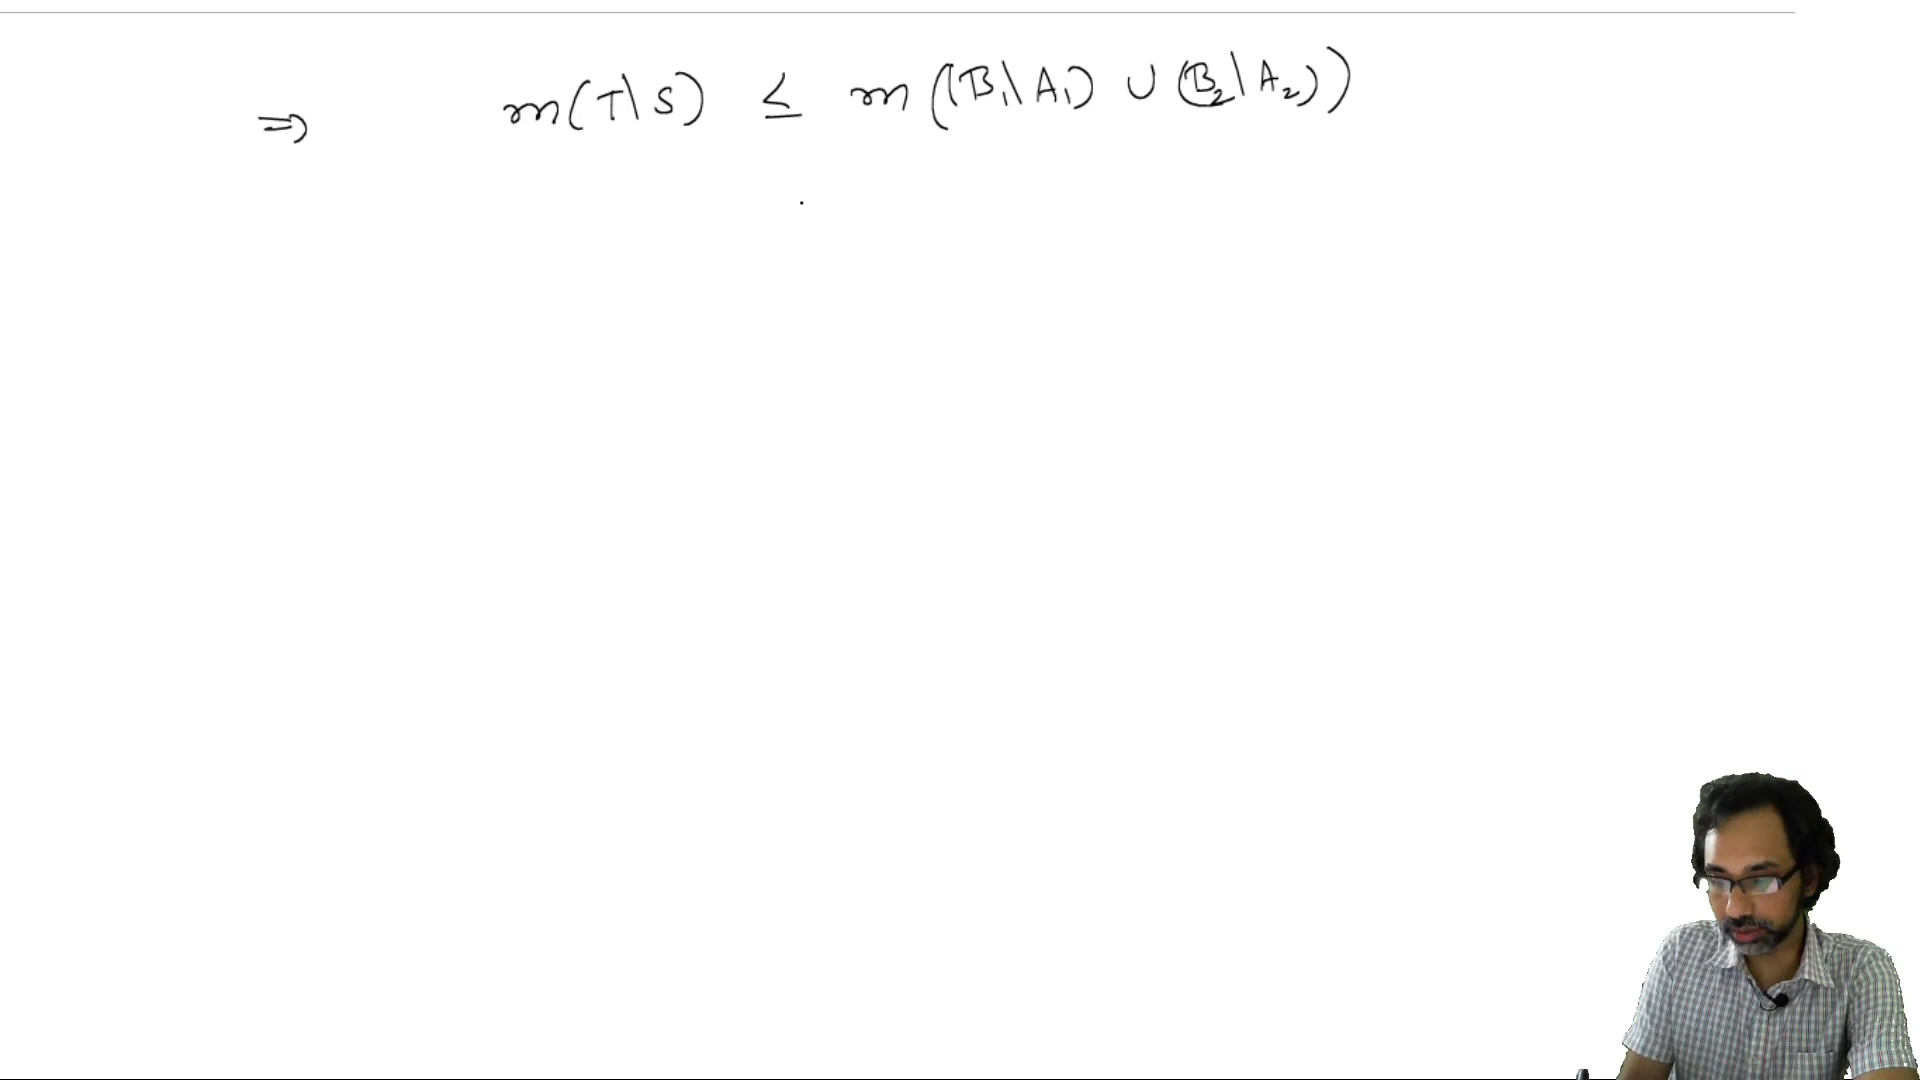 ⇒ m(T\S) ≤ m((B₁\A₁) ∪ (B₂\A₂))